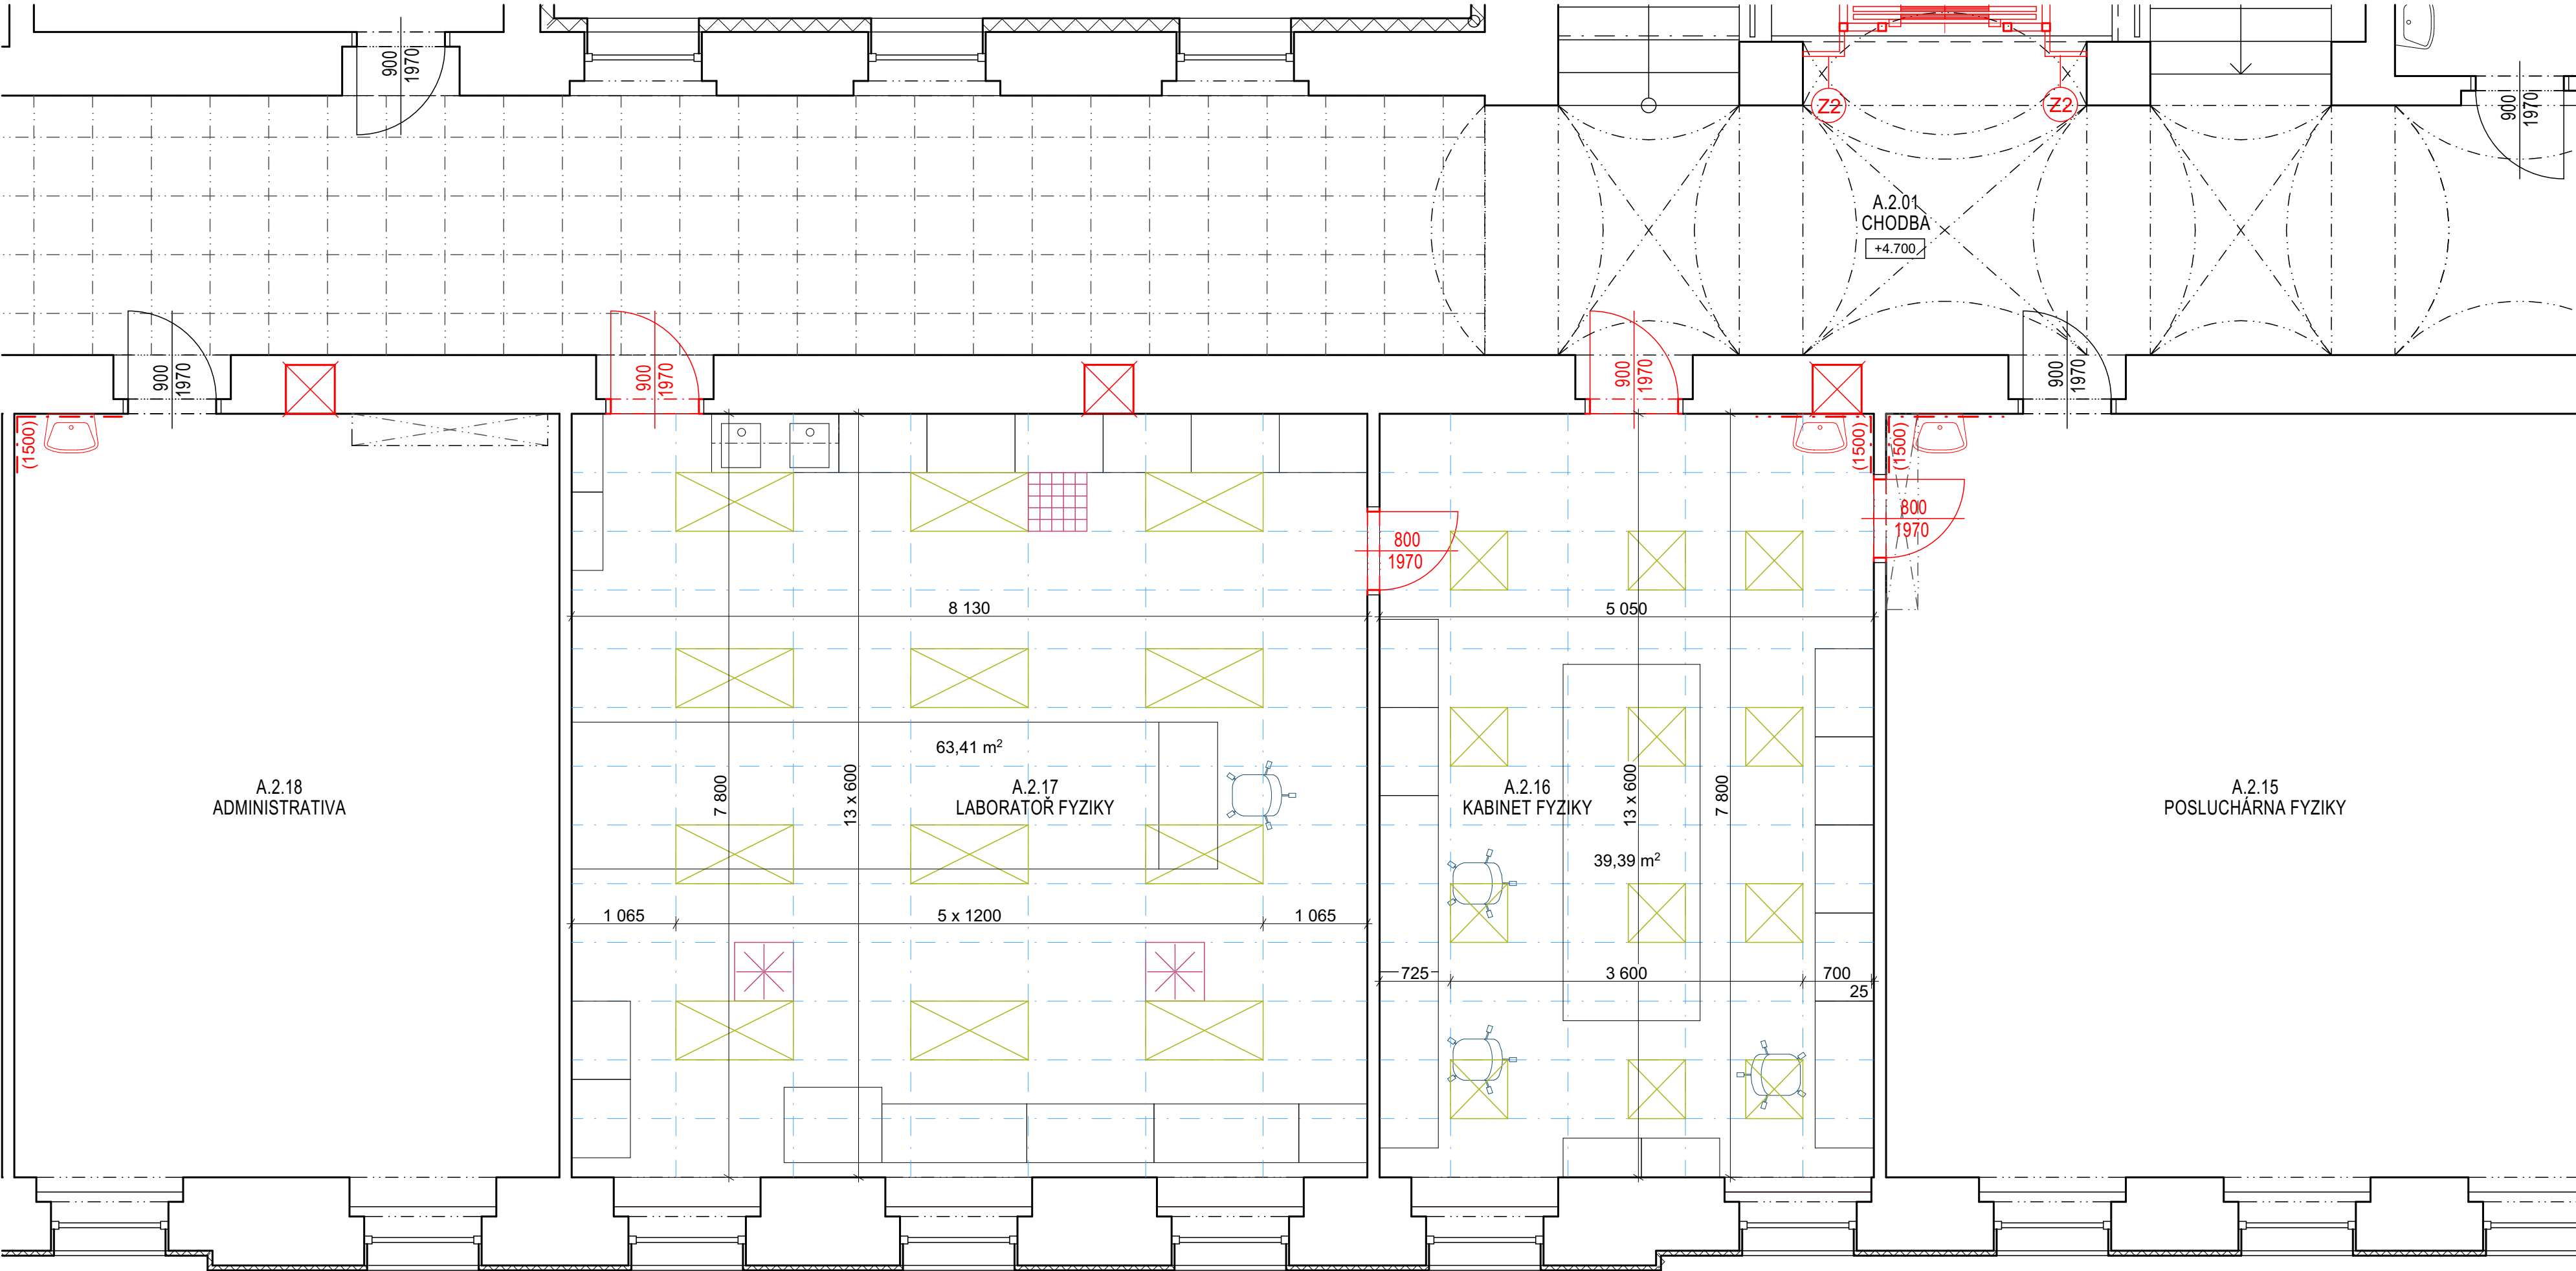 900
1970
Z2
Z2
900
1970
A.2.01
CHODBA
+4.700
900
1970
900
1970
900
1970
900
1970
(1500)
(1500)
(1500)
800
1970
800
1970
8 130
5 050
63,41 m²
A.2.18
ADMINISTRATIVA
7 800
13 x 600
A.2.17
LABORATOŘ FYZIKY
A.2.16
KABINET FYZIKY
13 x 600
7 800
A.2.15
POSLUCHÁRNA FYZIKY
39,39 m²
1 065
5 x 1200
1 065
725
3 600
700
25